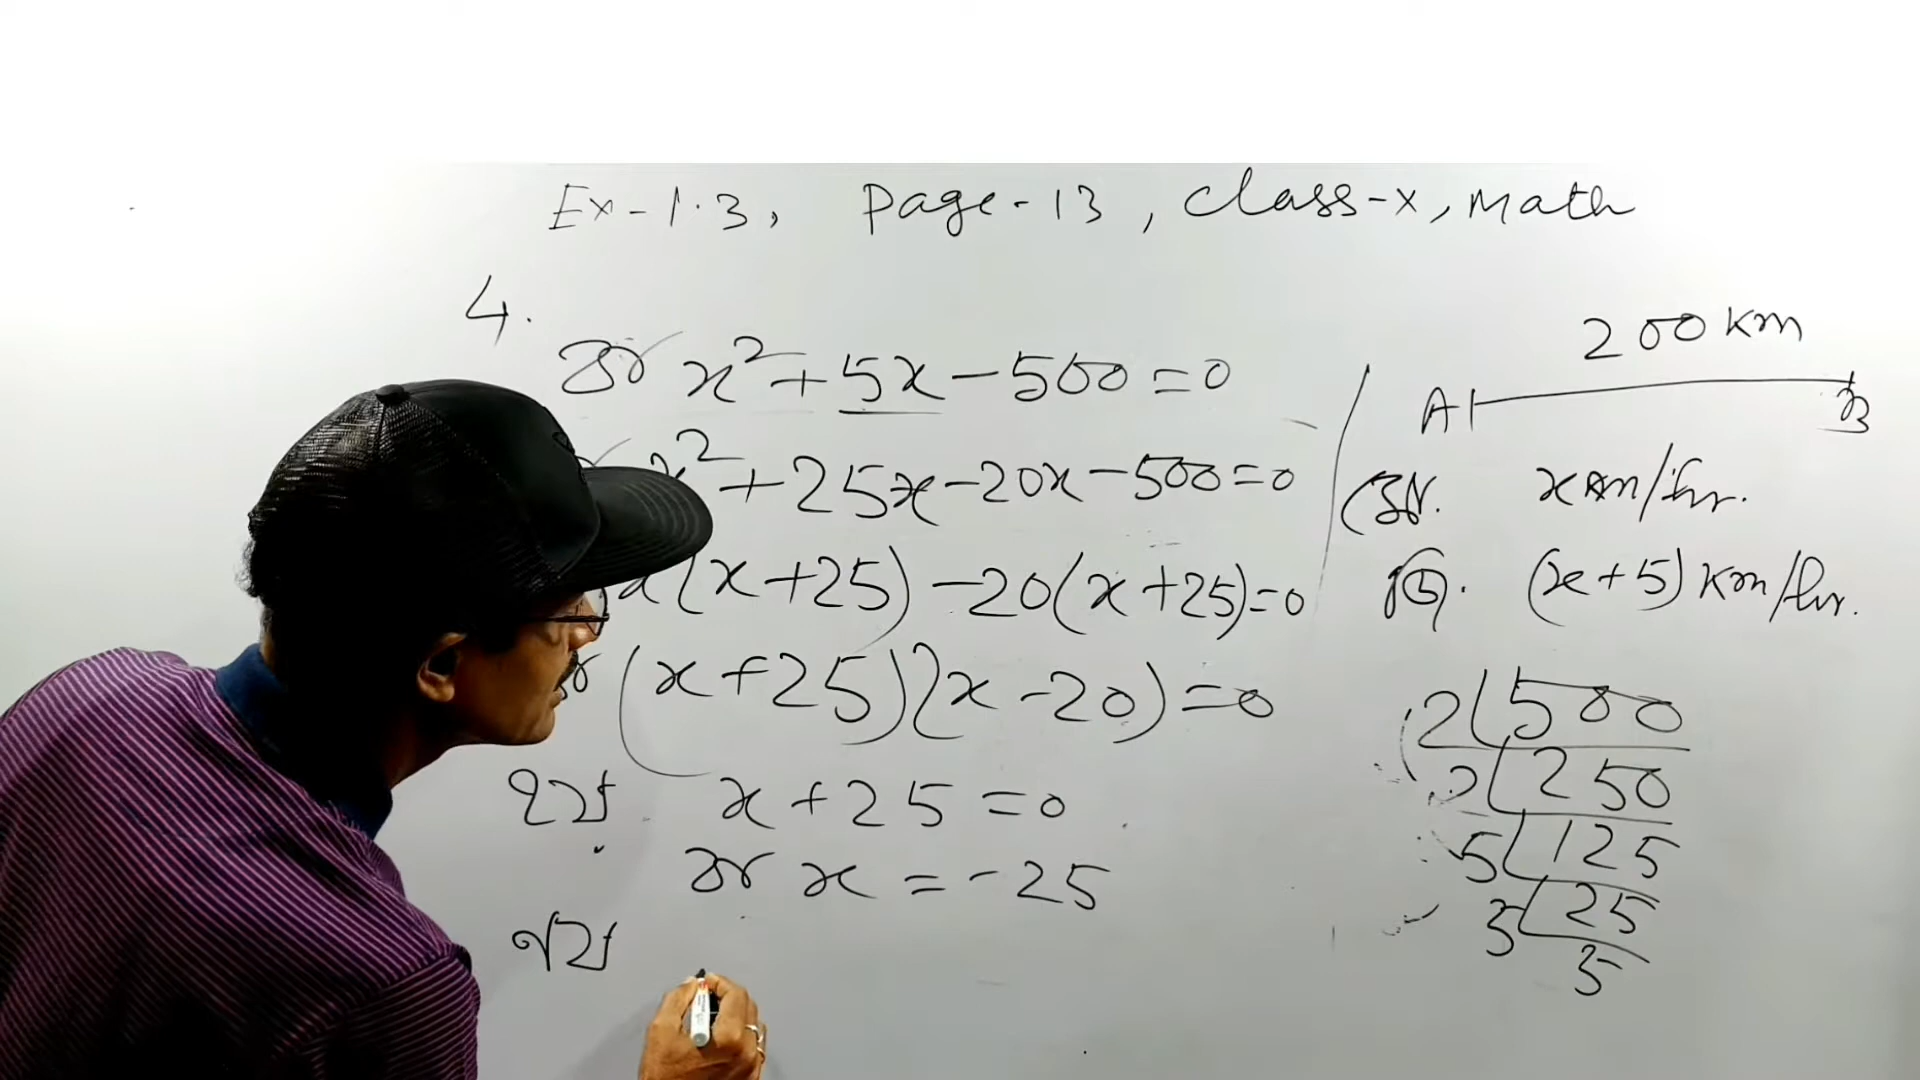 Ex-1.3, Page-13, Class-X, Math
4.
বা x² + 5x - 500 = 0
x² + 25x - 20x - 500 = 0
x(x+25) - 20(x+25) = 0
বা (x+25)(x-20) = 0
হয় x + 25 = 0
বা x = -25
নয়
200 km
A B
x km/hr.
(x+5) km/hr.
2 500
2 250
5 125
5 25
5